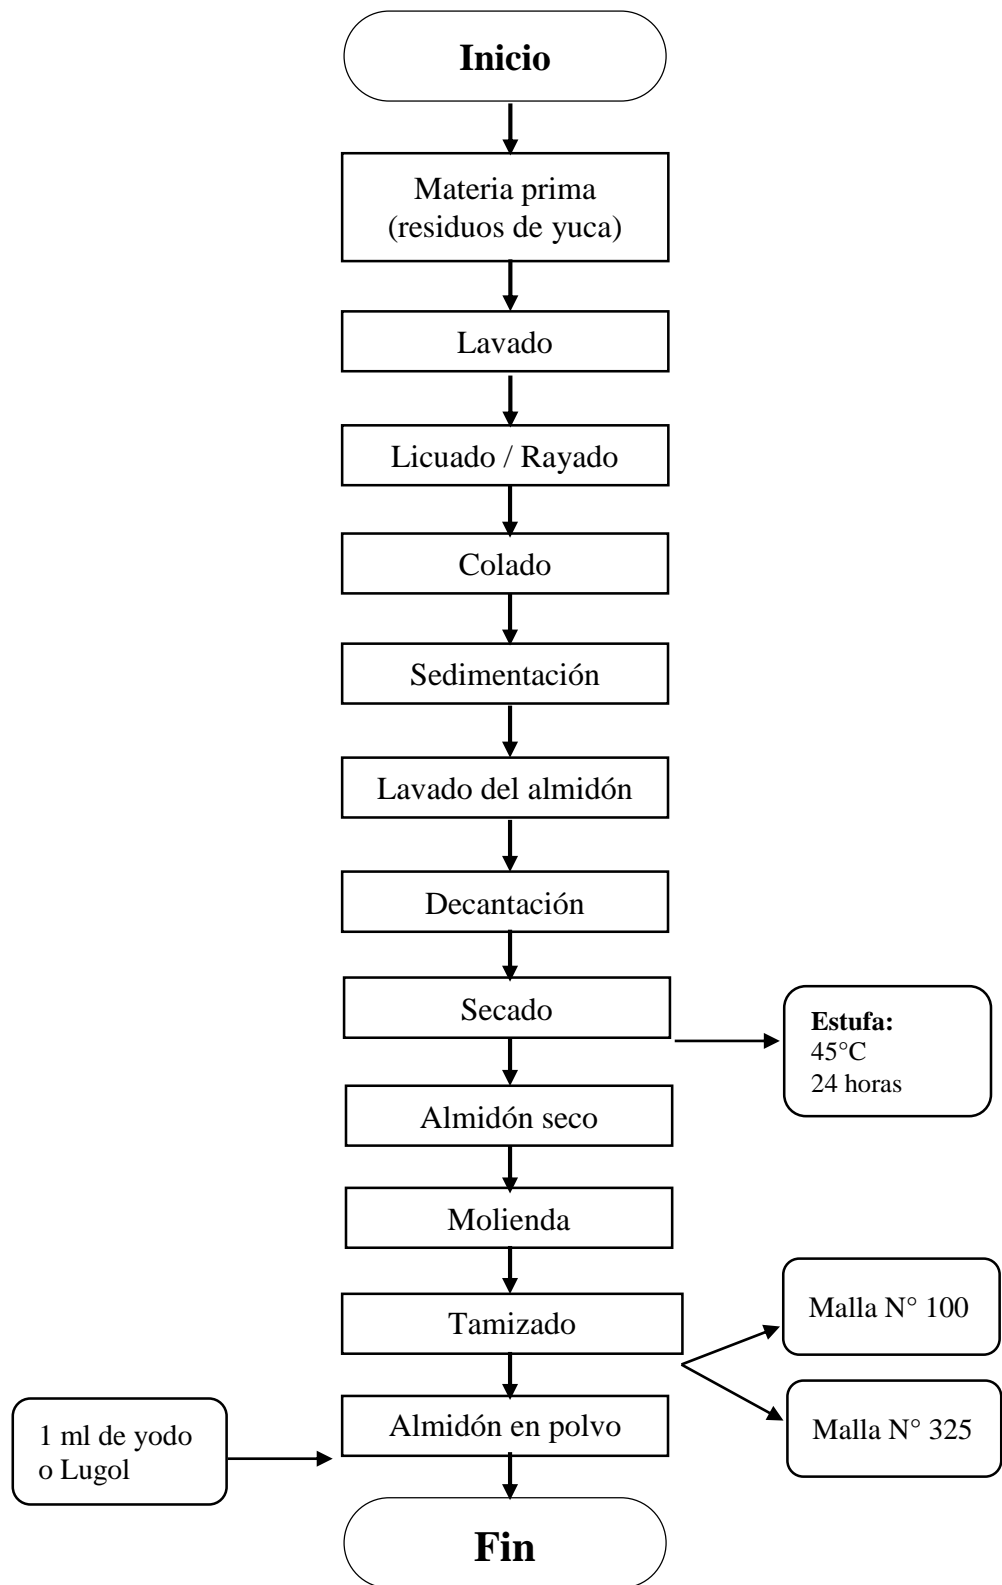 Inicio
Materia prima
(residuos de yuca)
Lavado
Licuado / Rayado
Colado
Sedimentación
Lavado del almidón
Decantación
Secado
Estufa:
45°C
24 horas
Almidón seco
Molienda
Tamizado
Malla N° 100
Malla N° 325
Almidón en polvo
1 ml de yodo
o Lugol
Fin